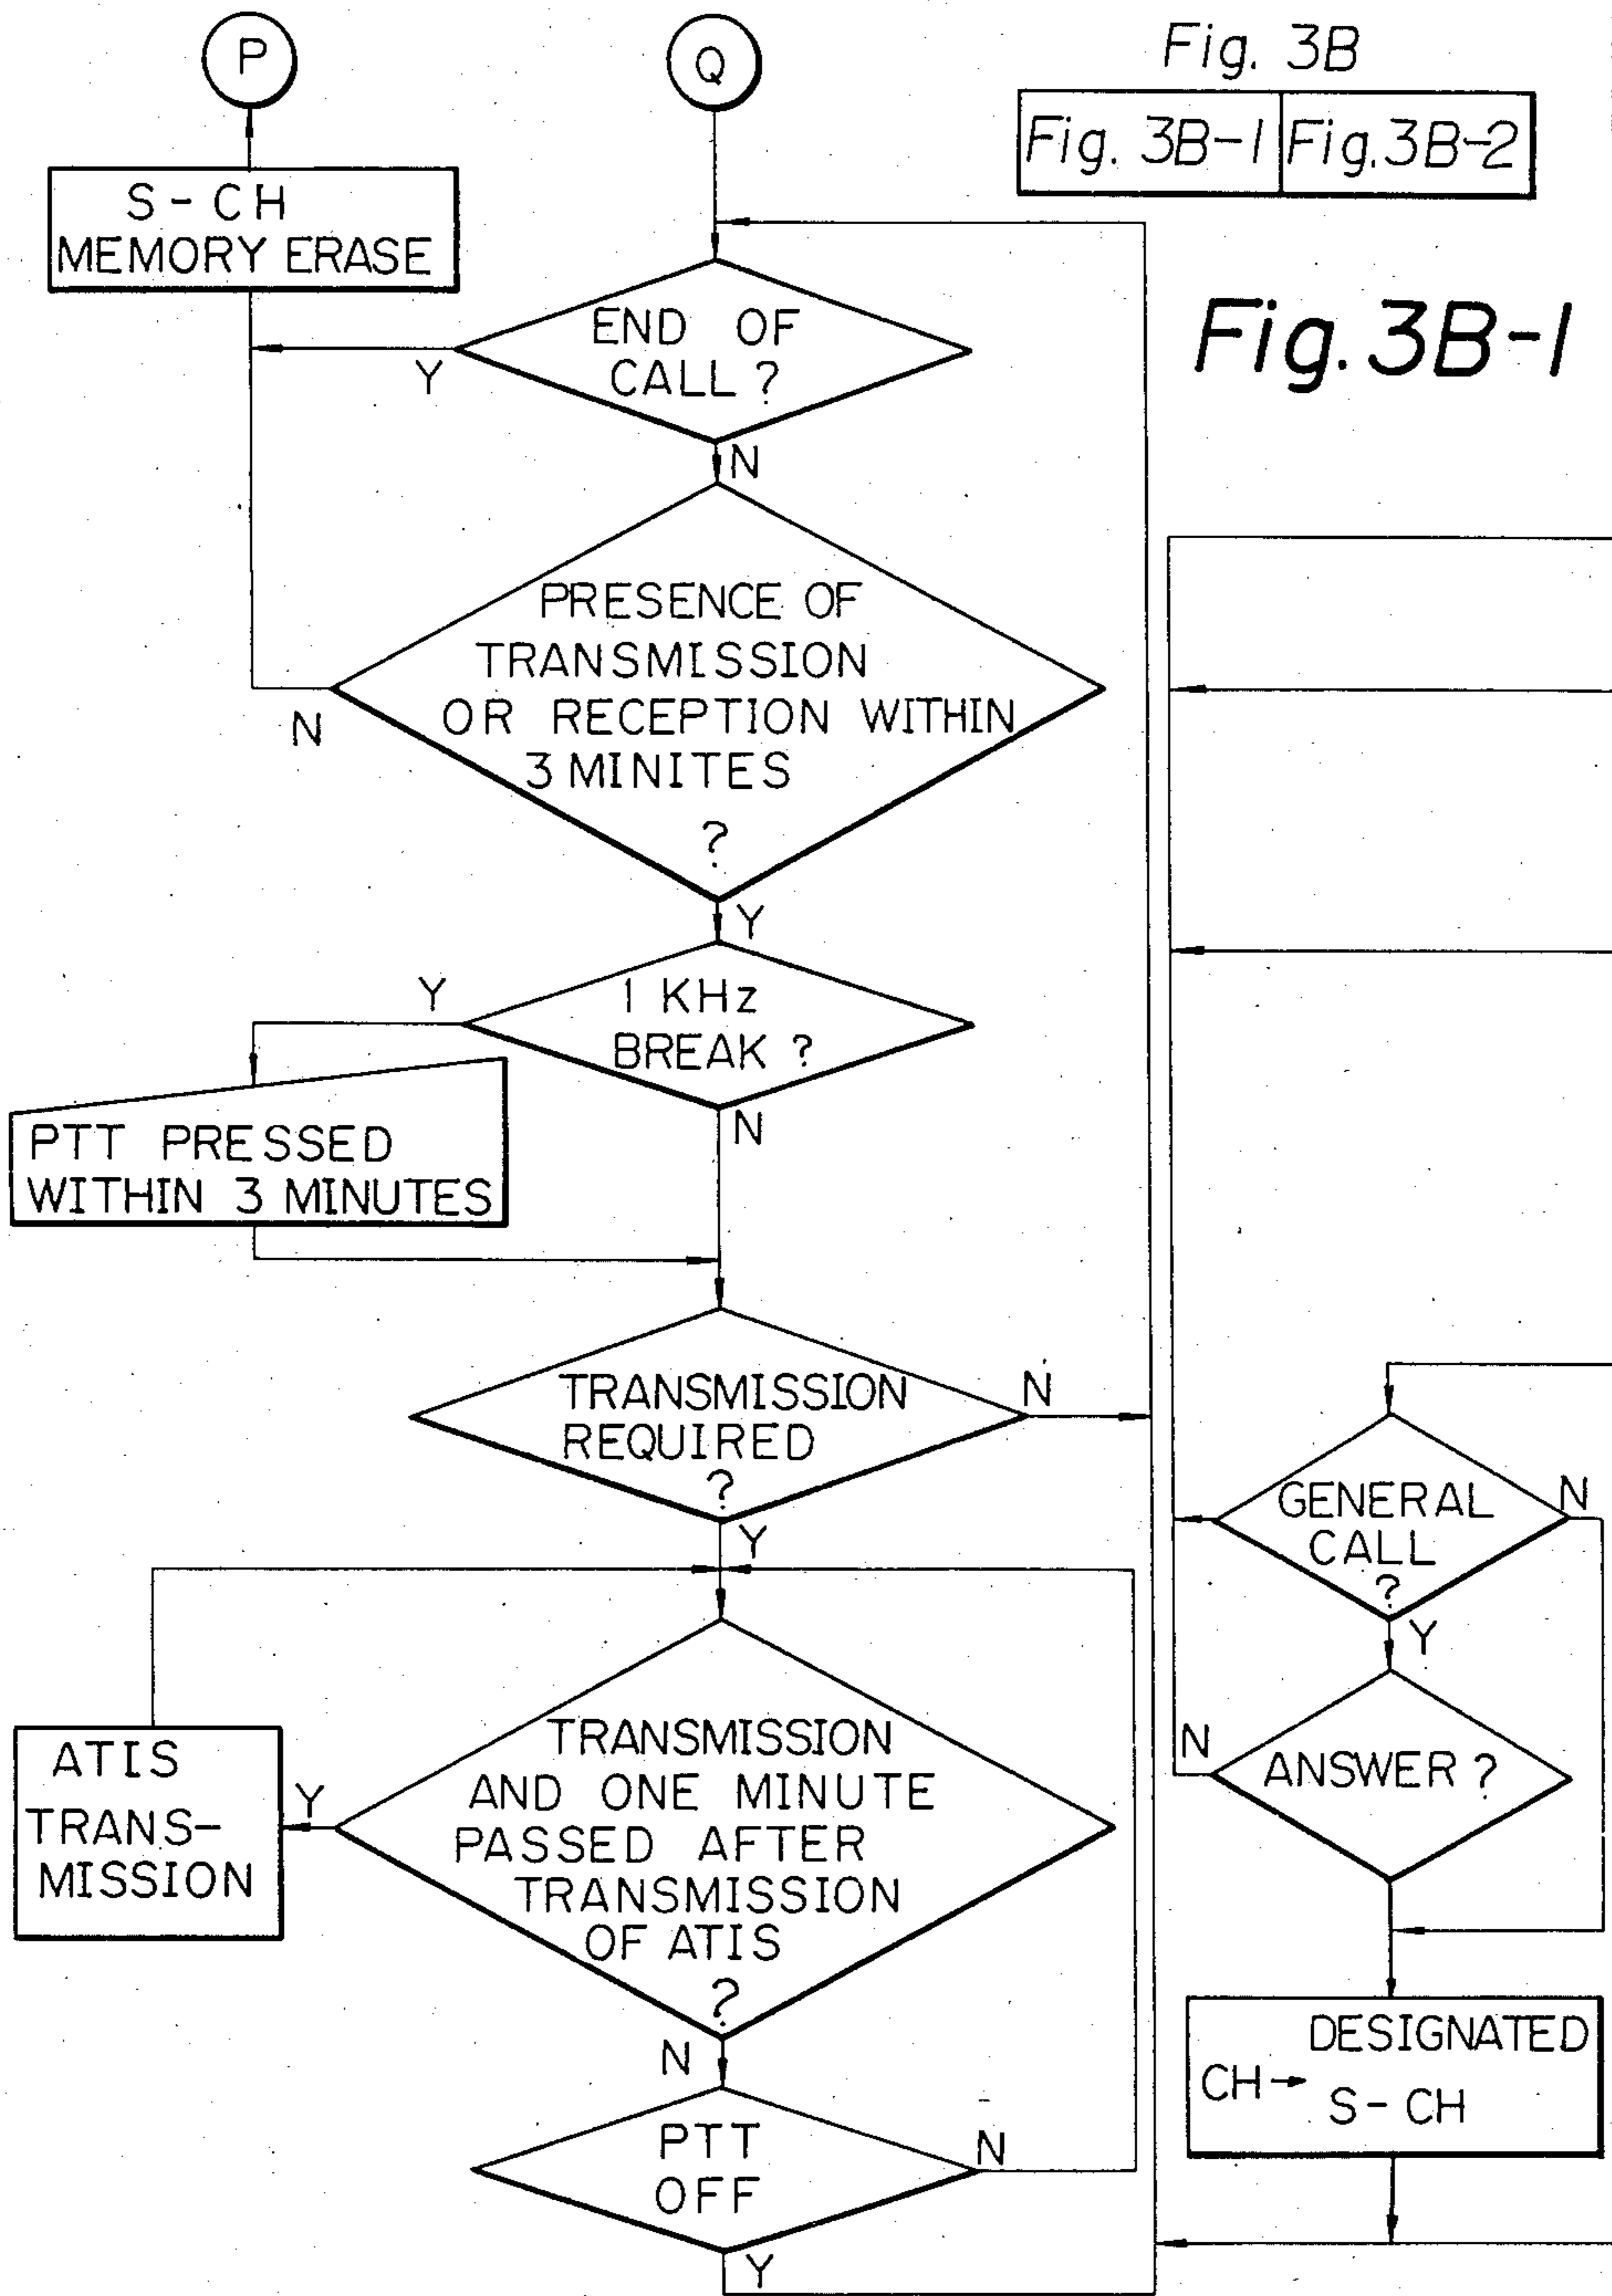 P
Q
Fig. 3B
Fig. 3B-1
Fig.3B-2
Fig.3B-1
S-CH
MEMORY ERASE
END OF
CALL?
Y
N
PRESENCE OF
TRANSMISSION
OR RECEPTION WITHIN
3 MINITES
?
N
Y
1 KHz
BREAK ?
Y
N
PTT PRESSED
WITHIN 3 MINUTES
TRANSMISSION
REQUIRED
?
N
Y
TRANSMISSION
AND ONE MINUTE
PASSED AFTER
TRANSMISSION
OF ATIS
?
Y
N
ATIS
TRANS-
MISSION
PTT
OFF
N
Y
GENERAL
CALL
?
N
Y
ANSWER ?
N
DESIGNATED
CH→
S-CH